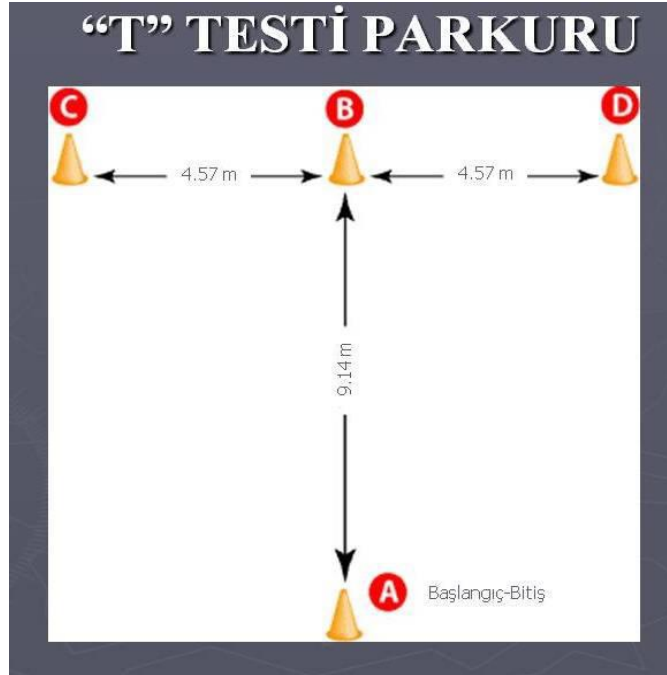 “T” TESTİ PARKURU
C B D
4.57 m 4.57 m
9.14 m
A Başlangıç-Bitiş